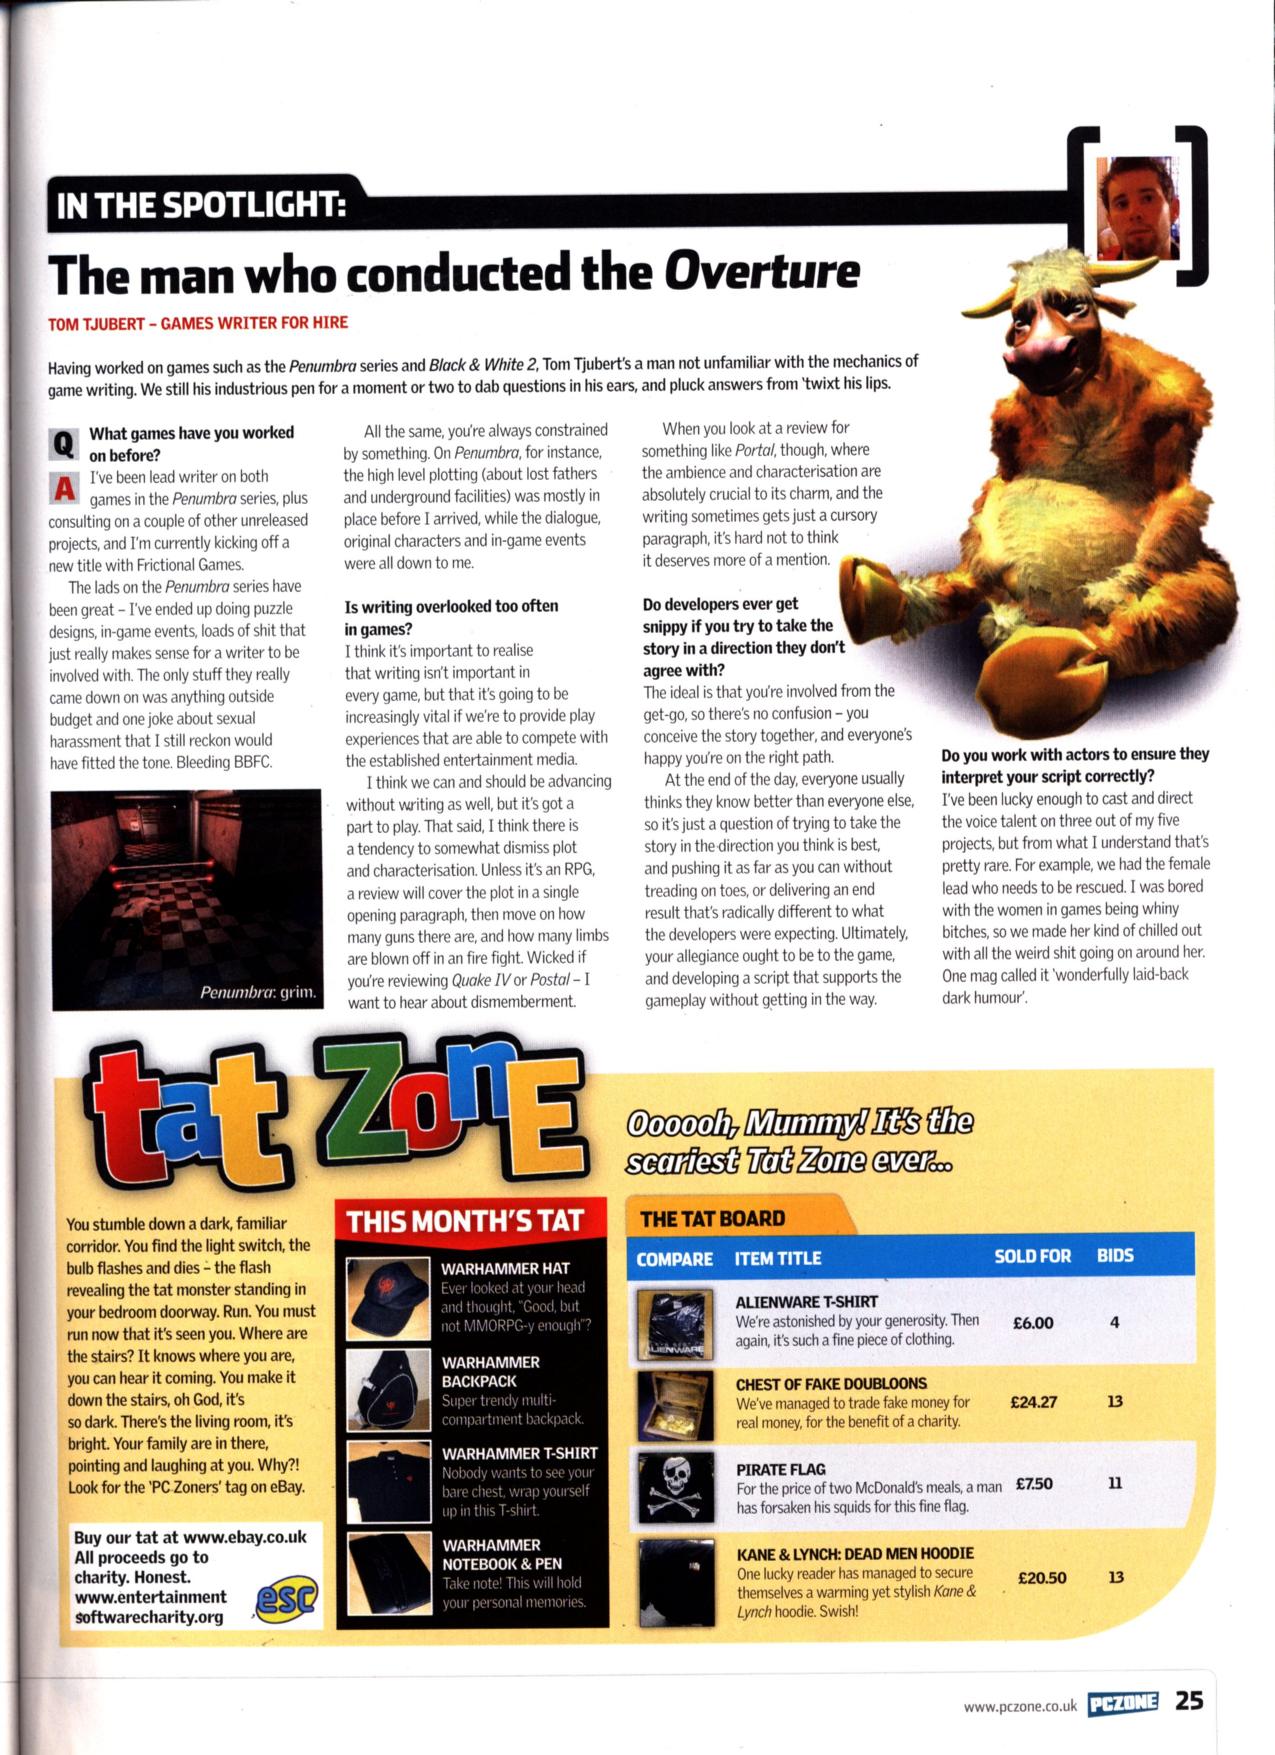 IN THE SPOTLIGHT:
The man who conducted the Overture
TOM TJUBERT – GAMES WRITER FOR HIRE
Having worked on games such as the Penumbra series and Black & White 2, Tom Tjubert's a man not unfamiliar with the mechanics of
game writing. We still his industrious pen for a moment or two to dab questions in his ears, and pluck answers from 'twixt his lips.
Q What games have you worked
on before?
A I've been lead writer on both
games in the Penumbra series, plus
consulting on a couple of other unreleased
projects, and I'm currently kicking off a
new title with Frictional Games.
The lads on the Penumbra series have
been great – I've ended up doing puzzle
designs, in-game events, loads of shit that
just really makes sense for a writer to be
involved with. The only stuff they really
came down on was anything outside
budget and one joke about sexual
harassment that I still reckon would
have fitted the tone. Bleeding BBFC.
Penumbra: grim.
All the same, you're always constrained
by something. On Penumbra, for instance,
the high level plotting (about lost fathers
and underground facilities) was mostly in
place before I arrived, while the dialogue,
original characters and in-game events
were all down to me.
Is writing overlooked too often
in games?
I think it's important to realise
that writing isn't important in
every game, but that it's going to be
increasingly vital if we're to provide play
experiences that are able to compete with
the established entertainment media.
I think we can and should be advancing
without writing as well, but it's got a
part to play. That said, I think there is
a tendency to somewhat dismiss plot
and characterisation. Unless it's an RPG,
a review will cover the plot in a single
opening paragraph, then move on how
many guns there are, and how many limbs
are blown off in an fire fight. Wicked if
you're reviewing Quake IV or Postal – I
want to hear about dismemberment.
When you look at a review for
something like Portal, though, where
the ambience and characterisation are
absolutely crucial to its charm, and the
writing sometimes gets just a cursory
paragraph, it's hard not to think
it deserves more of a mention.
Do developers ever get
snippy if you try to take the
story in a direction they don't
agree with?
The ideal is that you're involved from the
get-go, so there's no confusion – you
conceive the story together, and everyone's
happy you're on the right path.
At the end of the day, everyone usually
thinks they know better than everyone else,
so it's just a question of trying to take the
story in the direction you think is best,
and pushing it as far as you can without
treading on toes, or delivering an end
result that's radically different to what
the developers were expecting. Ultimately,
your allegiance ought to be to the game,
and developing a script that supports the
gameplay without getting in the way.
Do you work with actors to ensure they
interpret your script correctly?
I've been lucky enough to cast and direct
the voice talent on three out of my five
projects, but from what I understand that's
pretty rare. For example, we had the female
lead who needs to be rescued. I was bored
with the women in games being whiny
bitches, so we made her kind of chilled out
with all the weird shit going on around her.
One mag called it 'wonderfully laid-back
dark humour'.
tat ZonE
Oooooh, Mummy! It's the
scariest Tat Zone ever...
You stumble down a dark, familiar
corridor. You find the light switch, the
bulb flashes and dies – the flash
revealing the tat monster standing in
your bedroom doorway. Run. You must
run now that it's seen you. Where are
the stairs? It knows where you are,
you can hear it coming. You make it
down the stairs, oh God, it's
so dark. There's the living room, it's
bright. Your family are in there,
pointing and laughing at you. Why?!
Look for the 'PC Zoners' tag on eBay.
Buy our tat at www.ebay.co.uk
All proceeds go to
charity. Honest.
www.entertainment
softwarecharity.org
esc
THIS MONTH'S TAT
WARHAMMER HAT
Ever looked at your head
and thought, "Good, but
not MMORPG-y enough"?
WARHAMMER
BACKPACK
Super trendy multi-
compartment backpack.
WARHAMMER T-SHIRT
Nobody wants to see your
bare chest, wrap yourself
up in this T-shirt.
WARHAMMER
NOTEBOOK & PEN
Take note! This will hold
your personal memories.
THE TAT BOARD
COMPARE ITEM TITLE SOLD FOR BIDS
ALIENWARE
ALIENWARE T-SHIRT
We're astonished by your generosity. Then
again, it's such a fine piece of clothing.
£6.00 4
CHEST OF FAKE DOUBLOONS
We've managed to trade fake money for
real money, for the benefit of a charity.
£24.27 13
PIRATE FLAG
For the price of two McDonald's meals, a man
has forsaken his squids for this fine flag.
£7.50 11
KANE & LYNCH: DEAD MEN HOODIE
One lucky reader has managed to secure
themselves a warming yet stylish Kane &
Lynch hoodie. Swish!
£20.50 13
www.pczone.co.uk PCZONE 25